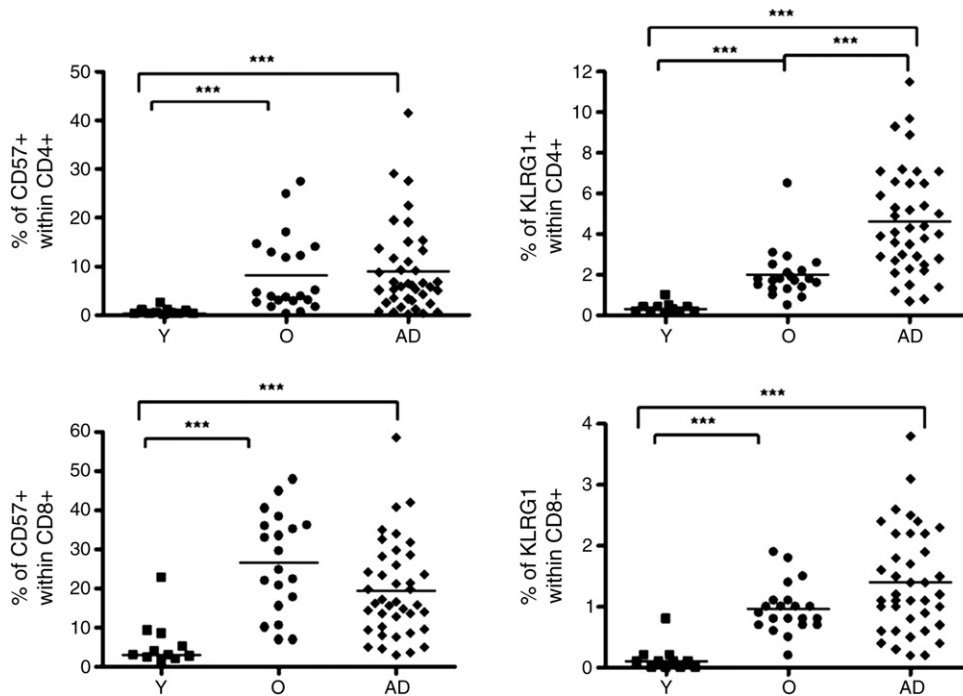 ***
***
50
40
30
20
10
0
% of CD57+
within CD4+
Y O AD
***
***
***
12
10
8
6
4
2
0
% of KLRG1+
within CD4+
Y O AD
***
***
60
50
40
30
20
10
0
% of CD57+
within CD8+
Y O AD
***
***
4
3
2
1
0
% of KLRG1
within CD8+
Y O AD